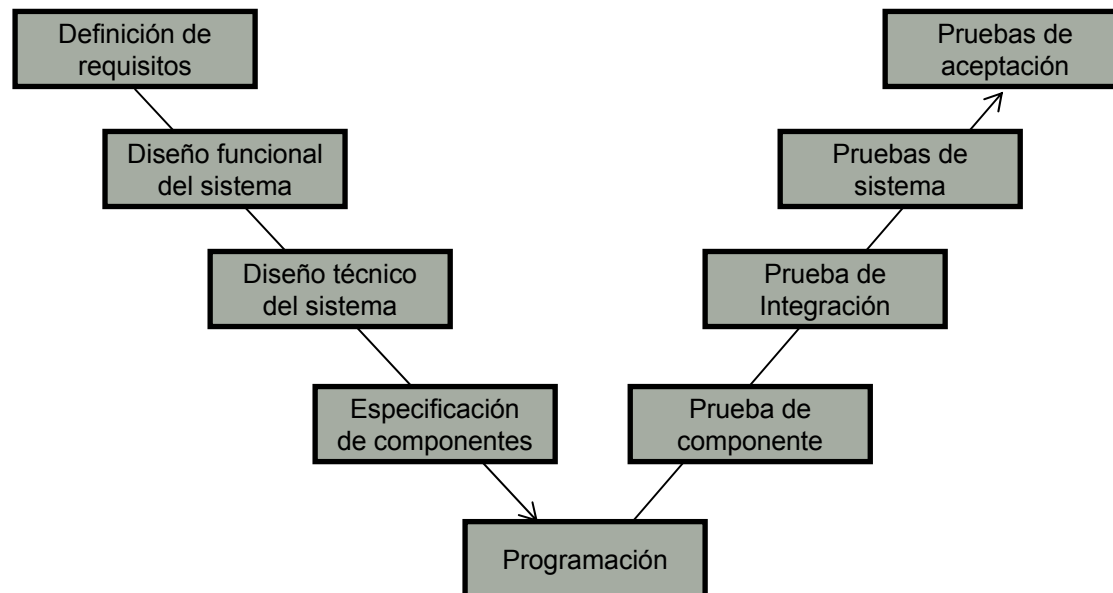 Definición de
requisitos
Pruebas de
aceptación
Diseño funcional
del sistema
Pruebas de
sistema
Diseño técnico
del sistema
Prueba de
Integración
Especificación
de componentes
Prueba de
componente
Programación